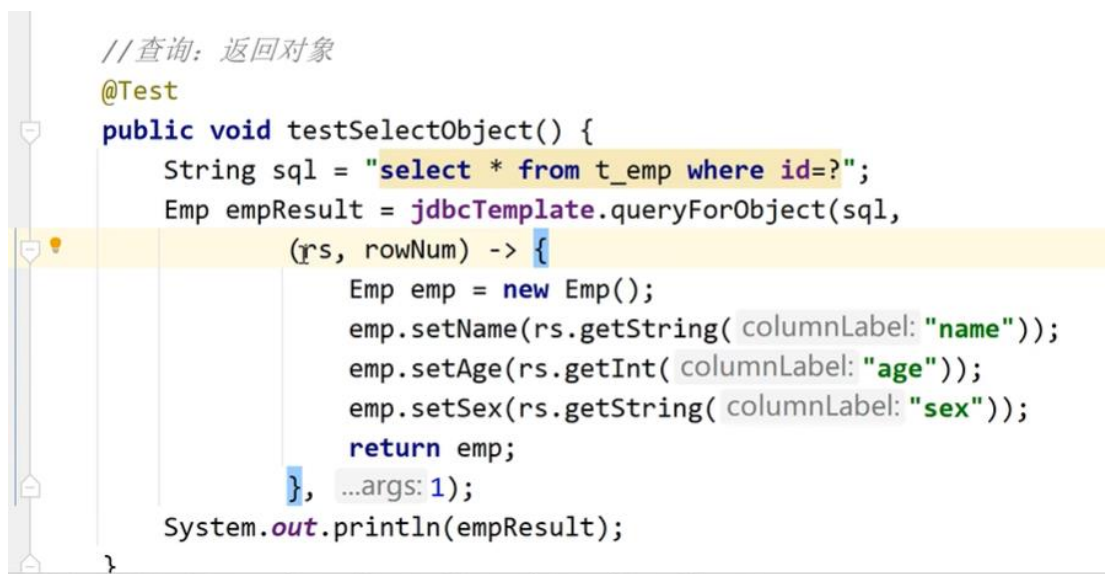 //查询：返回对象
@Test
public void testSelectObject() {
String sql = "select * from t_emp where id=?";
Emp empResult = jdbcTemplate.queryForObject(sql,
(rs, rowNum) -> {
Emp emp = new Emp();
emp.setName(rs.getString( columnLabel: "name"));
emp.setAge(rs.getInt( columnLabel: "age"));
emp.setSex(rs.getString( columnLabel: "sex"));
return emp;
}, ...args: 1);
System.out.println(empResult);
}